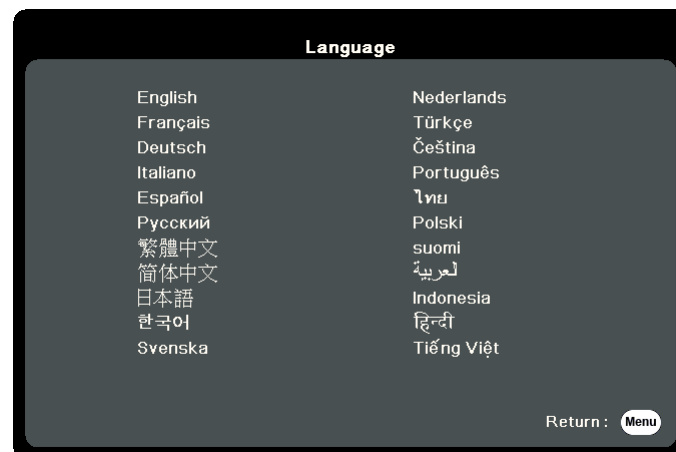 Language
English
Français
Deutsch
Italiano
Español
Русский
繁體中文
简体中文
日本語
한국어
Svenska
Nederlands
Türkçe
Čeština
Português
ไทย
Polski
suomi
لعربية
Indonesia
हिन्दी
Tiếng Việt
Return : Menu